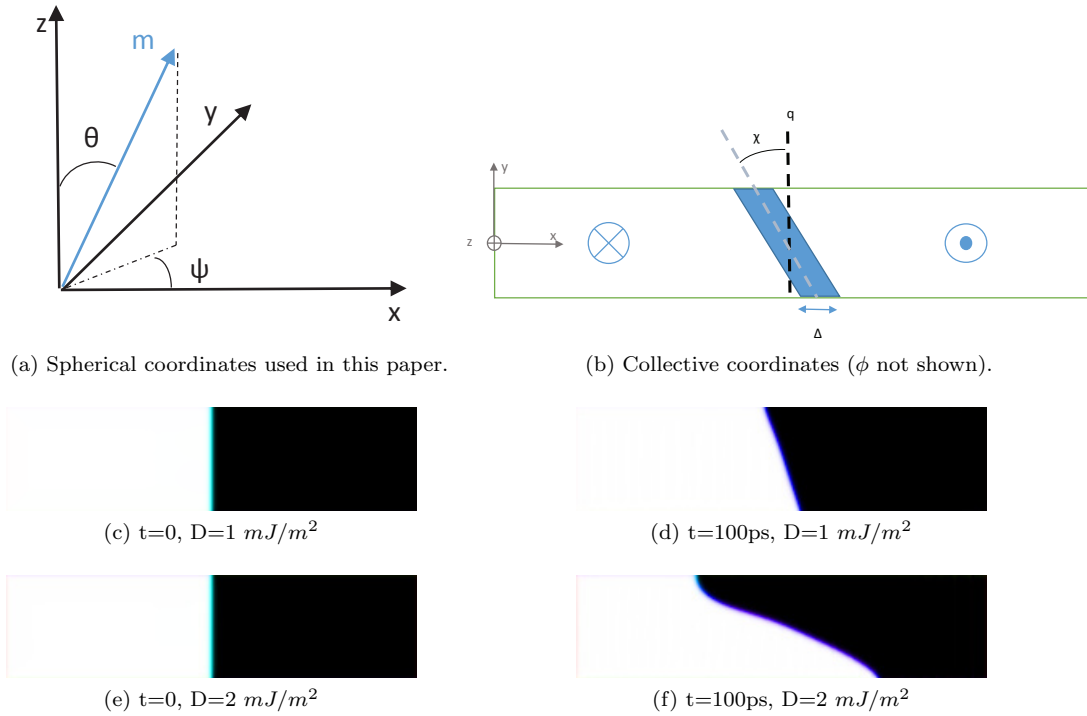 z
m
y
θ
ψ
x
q
χ
y
x
z
Δ
(a) Spherical coordinates used in this paper.
(b) Collective coordinates (ϕ not shown).
(c) t=0, D=1 mJ/m²
(d) t=100ps, D=1 mJ/m²
(e) t=0, D=2 mJ/m²
(f) t=100ps, D=2 mJ/m²